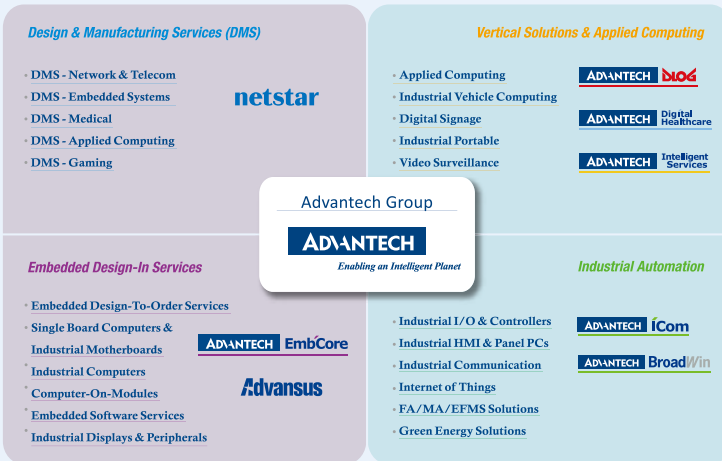 Design & Manufacturing Services (DMS)
DMS - Network & Telecom
DMS - Embedded Systems
DMS - Medical
DMS - Applied Computing
DMS - Gaming
netstar
Vertical Solutions & Applied Computing
Applied Computing
Industrial Vehicle Computing
Digital Signage
Industrial Portable
Video Surveillance
ADVANTECH DLOG
ADVANTECH Digital Healthcare
ADVANTECH Intelligent Services
Advantech Group
ADVANTECH
Enabling an Intelligent Planet
Embedded Design-In Services
Embedded Design-To-Order Services
Single Board Computers &
Industrial Motherboards
Industrial Computers
Computer-On-Modules
Embedded Software Services
Industrial Displays & Peripherals
ADVANTECH EmbCore
Advansus
Industrial Automation
Industrial I/O & Controllers
Industrial HMI & Panel PCs
Industrial Communication
Internet of Things
FA/MA/EFMS Solutions
Green Energy Solutions
ADVANTECH iCom
ADVANTECH BroadWin